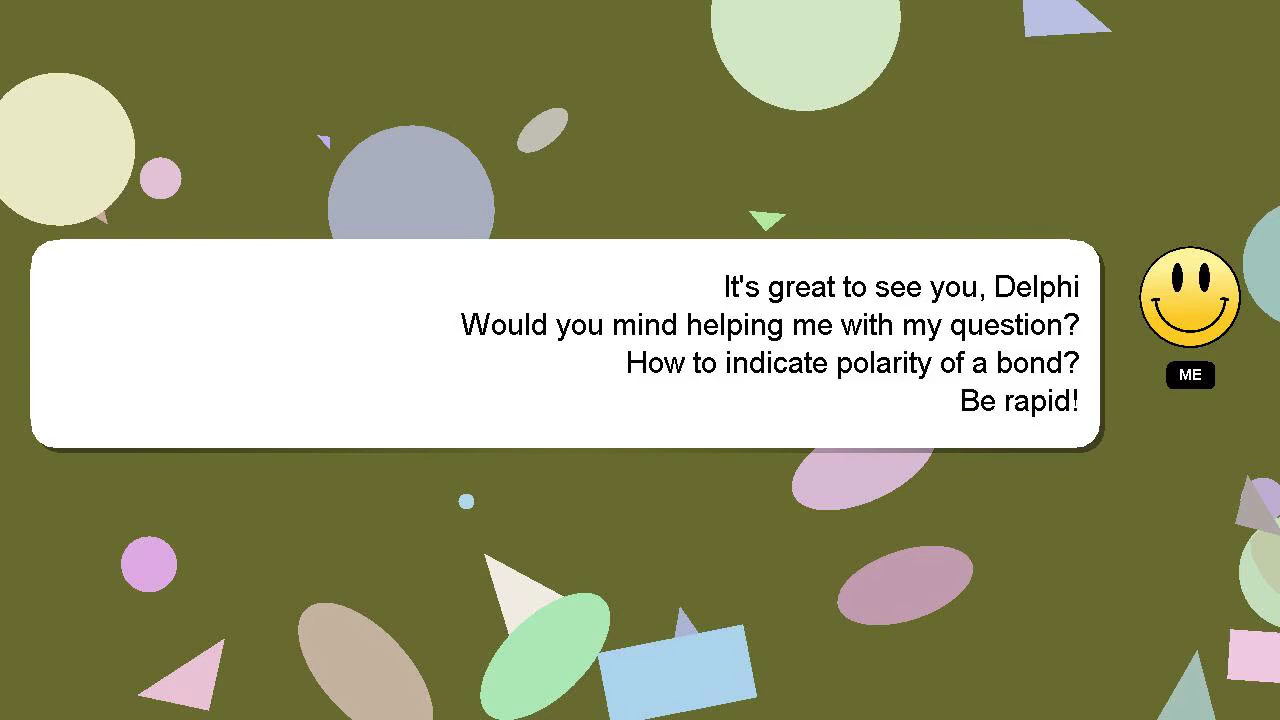 It's great to see you, Delphi
Would you mind helping me with my question?
How to indicate polarity of a bond?
Be rapid!
ME